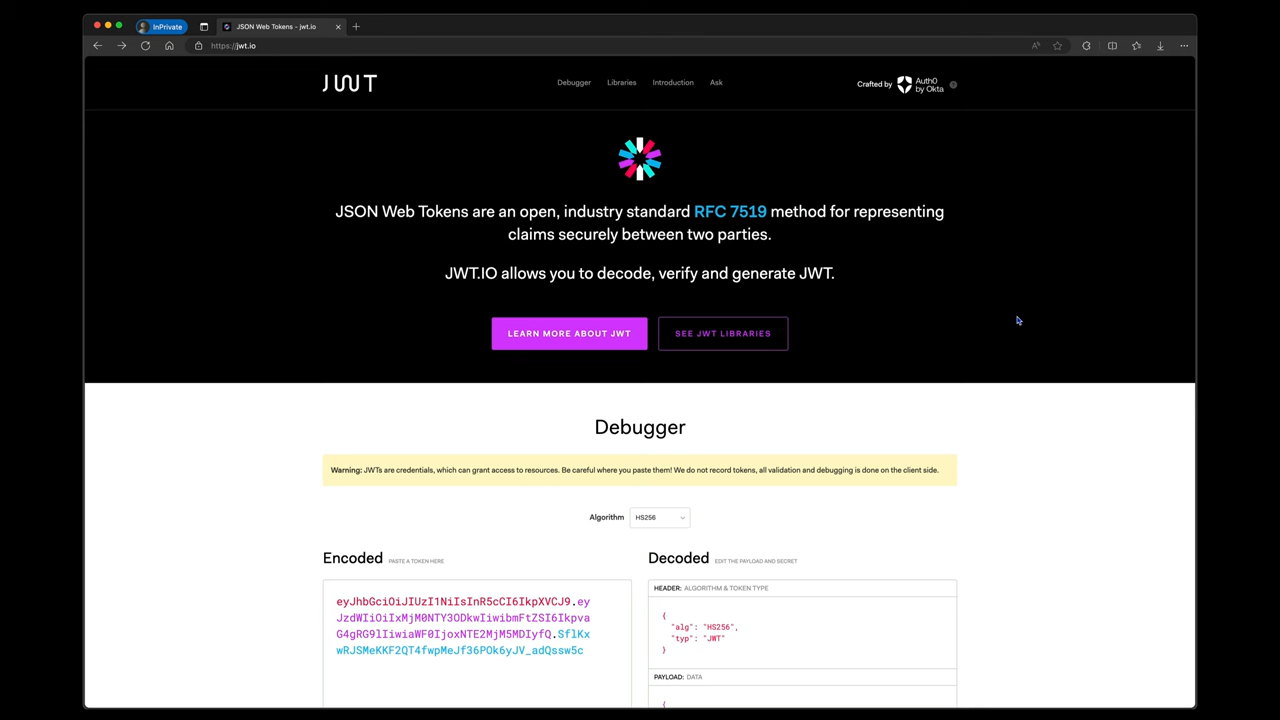 InPrivate
JSON Web Tokens - jwt.io
https://jwt.io
JWT
Debugger
Libraries
Introduction
Ask
Crafted by
Auth0
by Okta
JSON Web Tokens are an open, industry standard RFC 7519 method for representing
claims securely between two parties.
JWT.IO allows you to decode, verify and generate JWT.
LEARN MORE ABOUT JWT
SEE JWT LIBRARIES
Debugger
Warning: JWTs are credentials, which can grant access to resources. Be careful where you paste them! We do not record tokens, all validation and debugging is done on the client side.
Algorithm
HS256
Encoded PASTE A TOKEN HERE
eyJhbGciOiJIUzI1NiIsInR5cCI6IkpXVCJ9.ey
JzdWIiOiIxMjM0NTY3ODkwIiwibmFtZSI6Ikpva
G4gRG9lIiwiaWF0IjoxNTE2MjM5MDIyfQ.SflKx
wRJSMeKKF2QT4fwpMeJf36POk6yJV_adQssw5c
Decoded EDIT THE PAYLOAD AND SECRET
HEADER: ALGORITHM & TOKEN TYPE
{
"alg": "HS256",
"typ": "JWT"
}
PAYLOAD: DATA
{